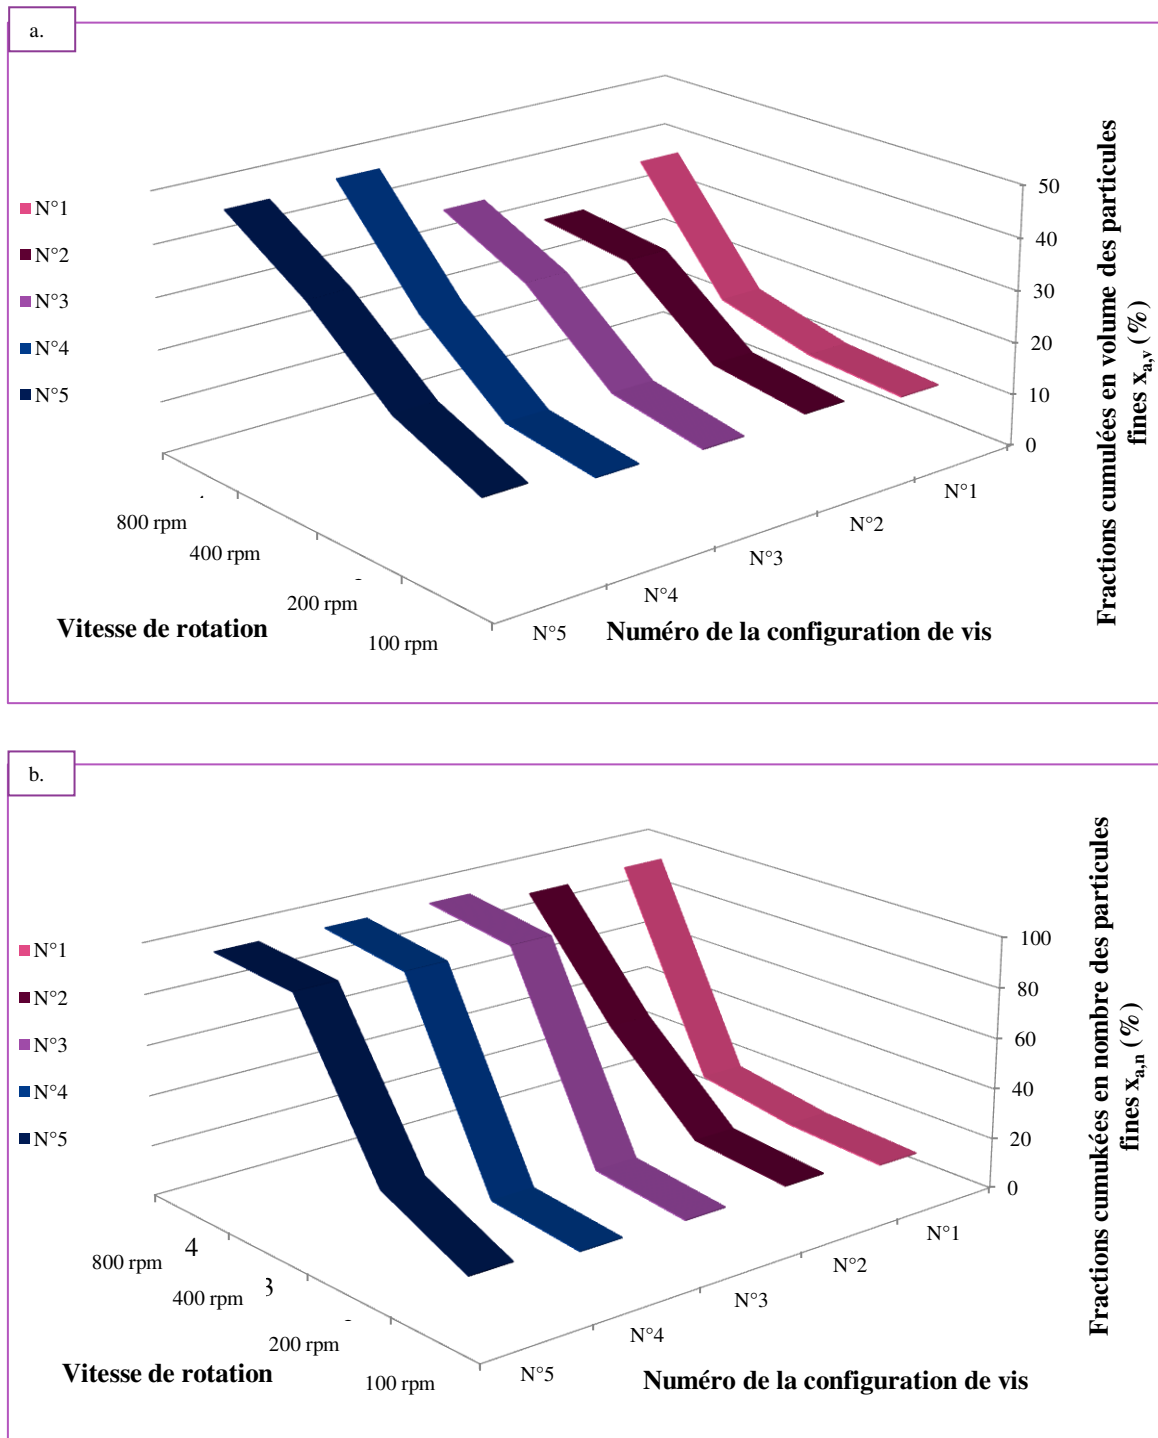 a.
N°1
N°2
N°3
N°4
N°5
50
40
30
20
10
0
Fractions cumulées en volume des particules
fines xa,v (%)
N°1
N°2
N°3
N°4
N°5
800 rpm
400 rpm
200 rpm
100 rpm
Vitesse de rotation
Numéro de la configuration de vis
b.
N°1
N°2
N°3
N°4
N°5
100
80
60
40
20
0
Fractions cumukées en nombre des particules
fines xa,n (%)
N°1
N°2
N°3
N°4
N°5
4
800 rpm
3
400 rpm
200 rpm
100 rpm
Vitesse de rotation
Numéro de la configuration de vis